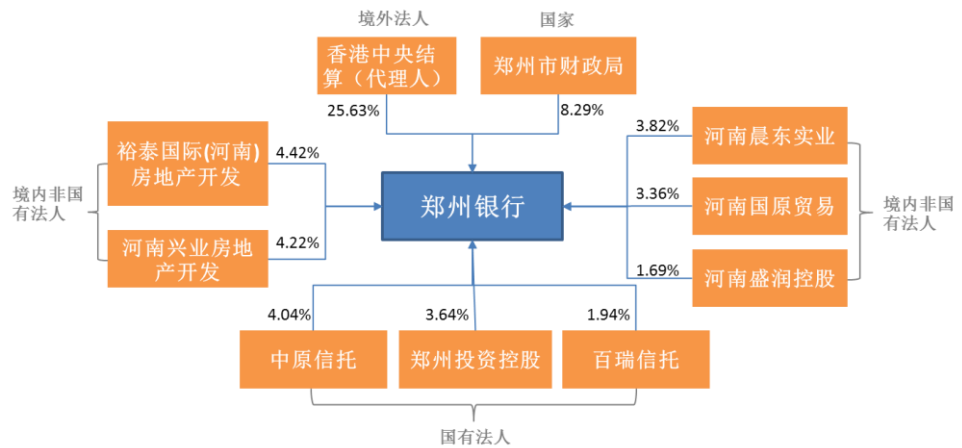 境外法人
国家
香港中央结
算（代理人）
郑州市财政局
25.63%
8.29%
裕泰国际(河南)
房地产开发
4.42%
境内非国
有法人
河南兴业房地
产开发
4.22%
郑州银行
3.82%
河南晨东实业
3.36%
河南国原贸易
境内非国
有法人
1.69%
河南盛润控股
4.04%
3.64%
1.94%
中原信托
郑州投资控股
百瑞信托
国有法人